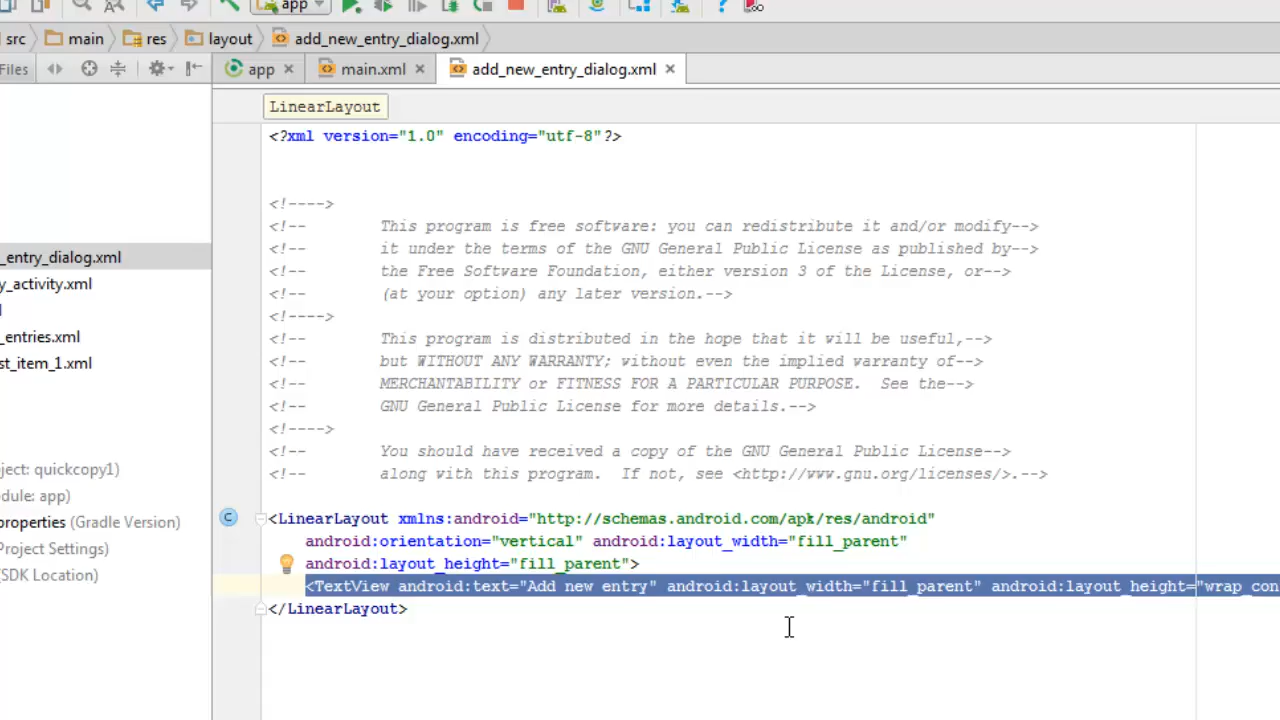 app
src main res layout add_new_entry_dialog.xml
Files app main.xml add_new_entry_dialog.xml
LinearLayout
<?xml version="1.0" encoding="utf-8"?>
<!---->
<!-- This program is free software: you can redistribute it and/or modify-->
<!-- it under the terms of the GNU General Public License as published by-->
<!-- the Free Software Foundation, either version 3 of the License, or-->
<!-- (at your option) any later version.-->
<!---->
<!-- This program is distributed in the hope that it will be useful,-->
<!-- but WITHOUT ANY WARRANTY; without even the implied warranty of-->
<!-- MERCHANTABILITY or FITNESS FOR A PARTICULAR PURPOSE. See the-->
<!-- GNU General Public License for more details.-->
<!---->
<!-- You should have received a copy of the GNU General Public License-->
<!-- along with this program. If not, see <http://www.gnu.org/licenses/>.-->
<LinearLayout xmlns:android="http://schemas.android.com/apk/res/android"
android:orientation="vertical" android:layout_width="fill_parent"
android:layout_height="fill_parent">
<TextView android:text="Add new entry" android:layout_width="fill_parent" android:layout_height="wrap_con
</LinearLayout>
_entry_dialog.xml
y_activity.xml
_entries.xml
st_item_1.xml
ject: quickcopy1)
dule: app)
properties (Gradle Version)
Project Settings)
(SDK Location)